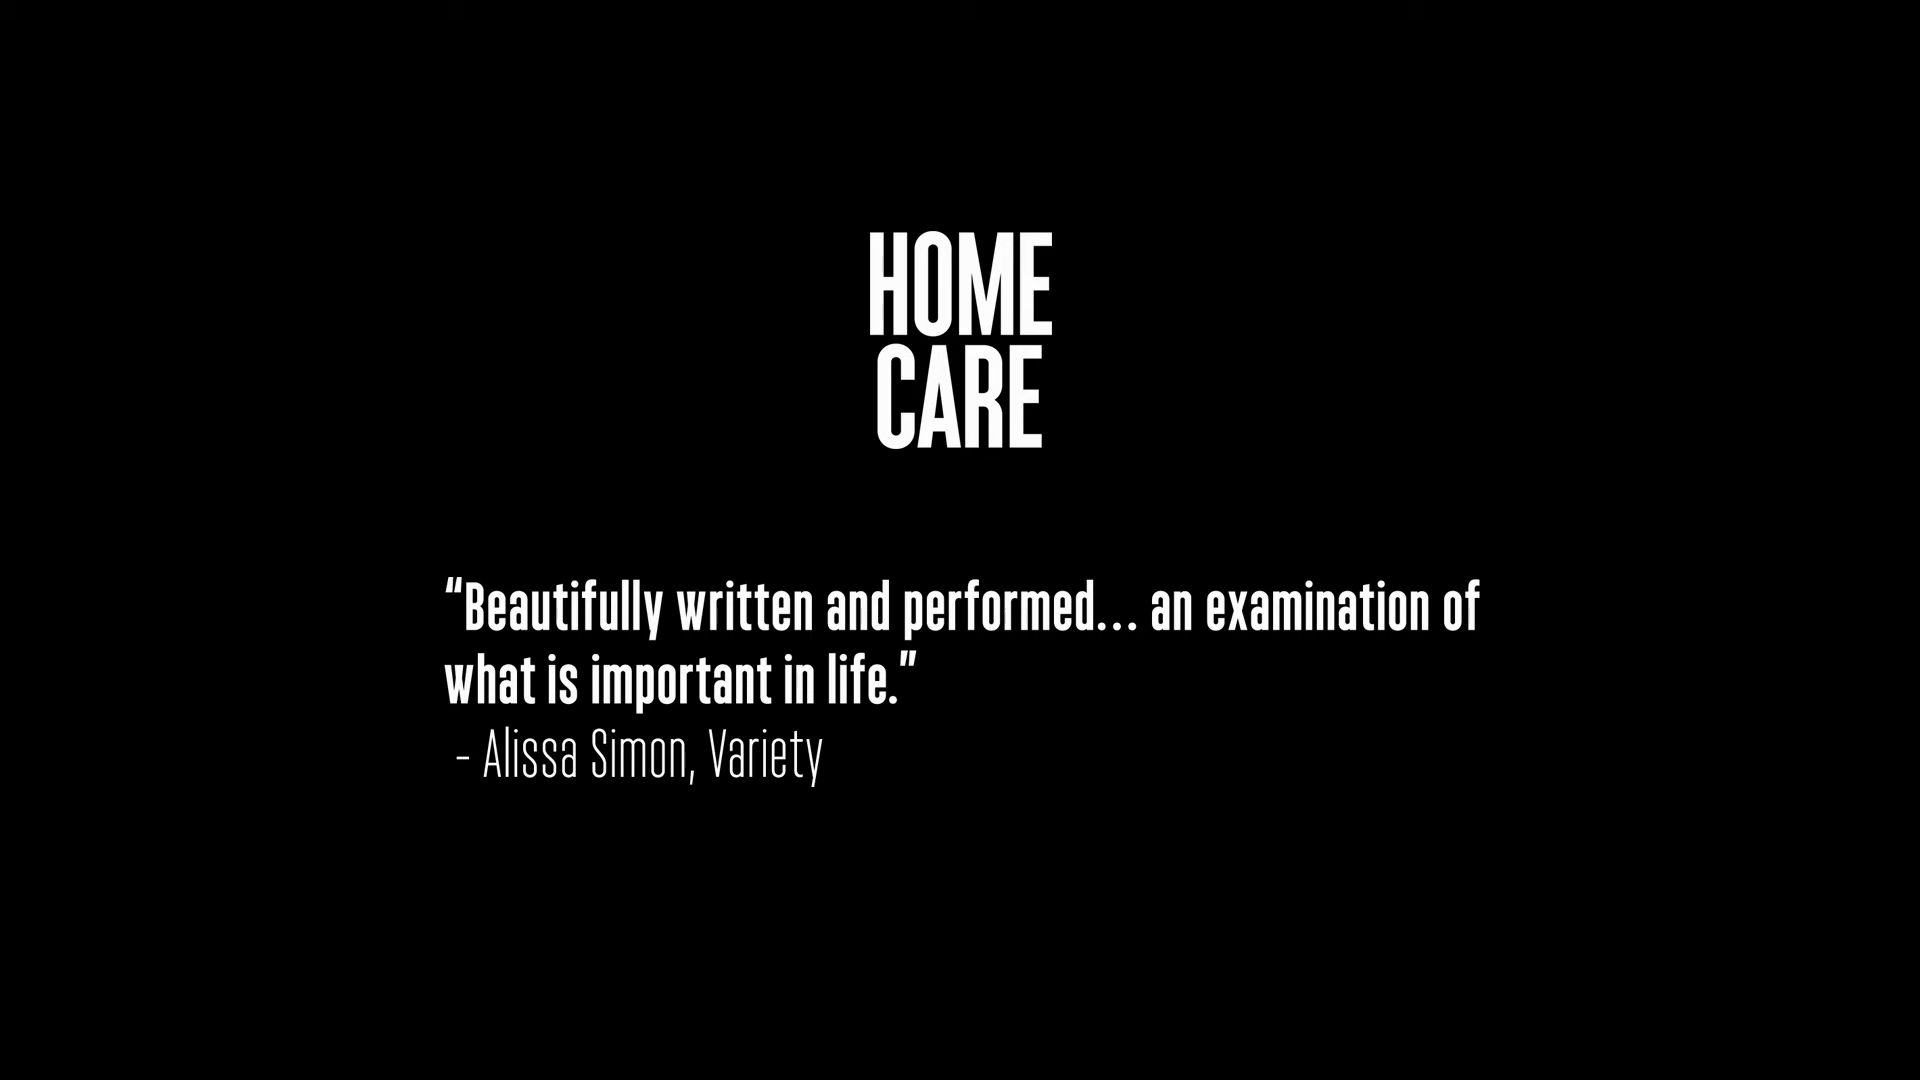 HOME
CARE
“Beautifully written and performed... an examination of
what is important in life.”
- Alissa Simon, Variety